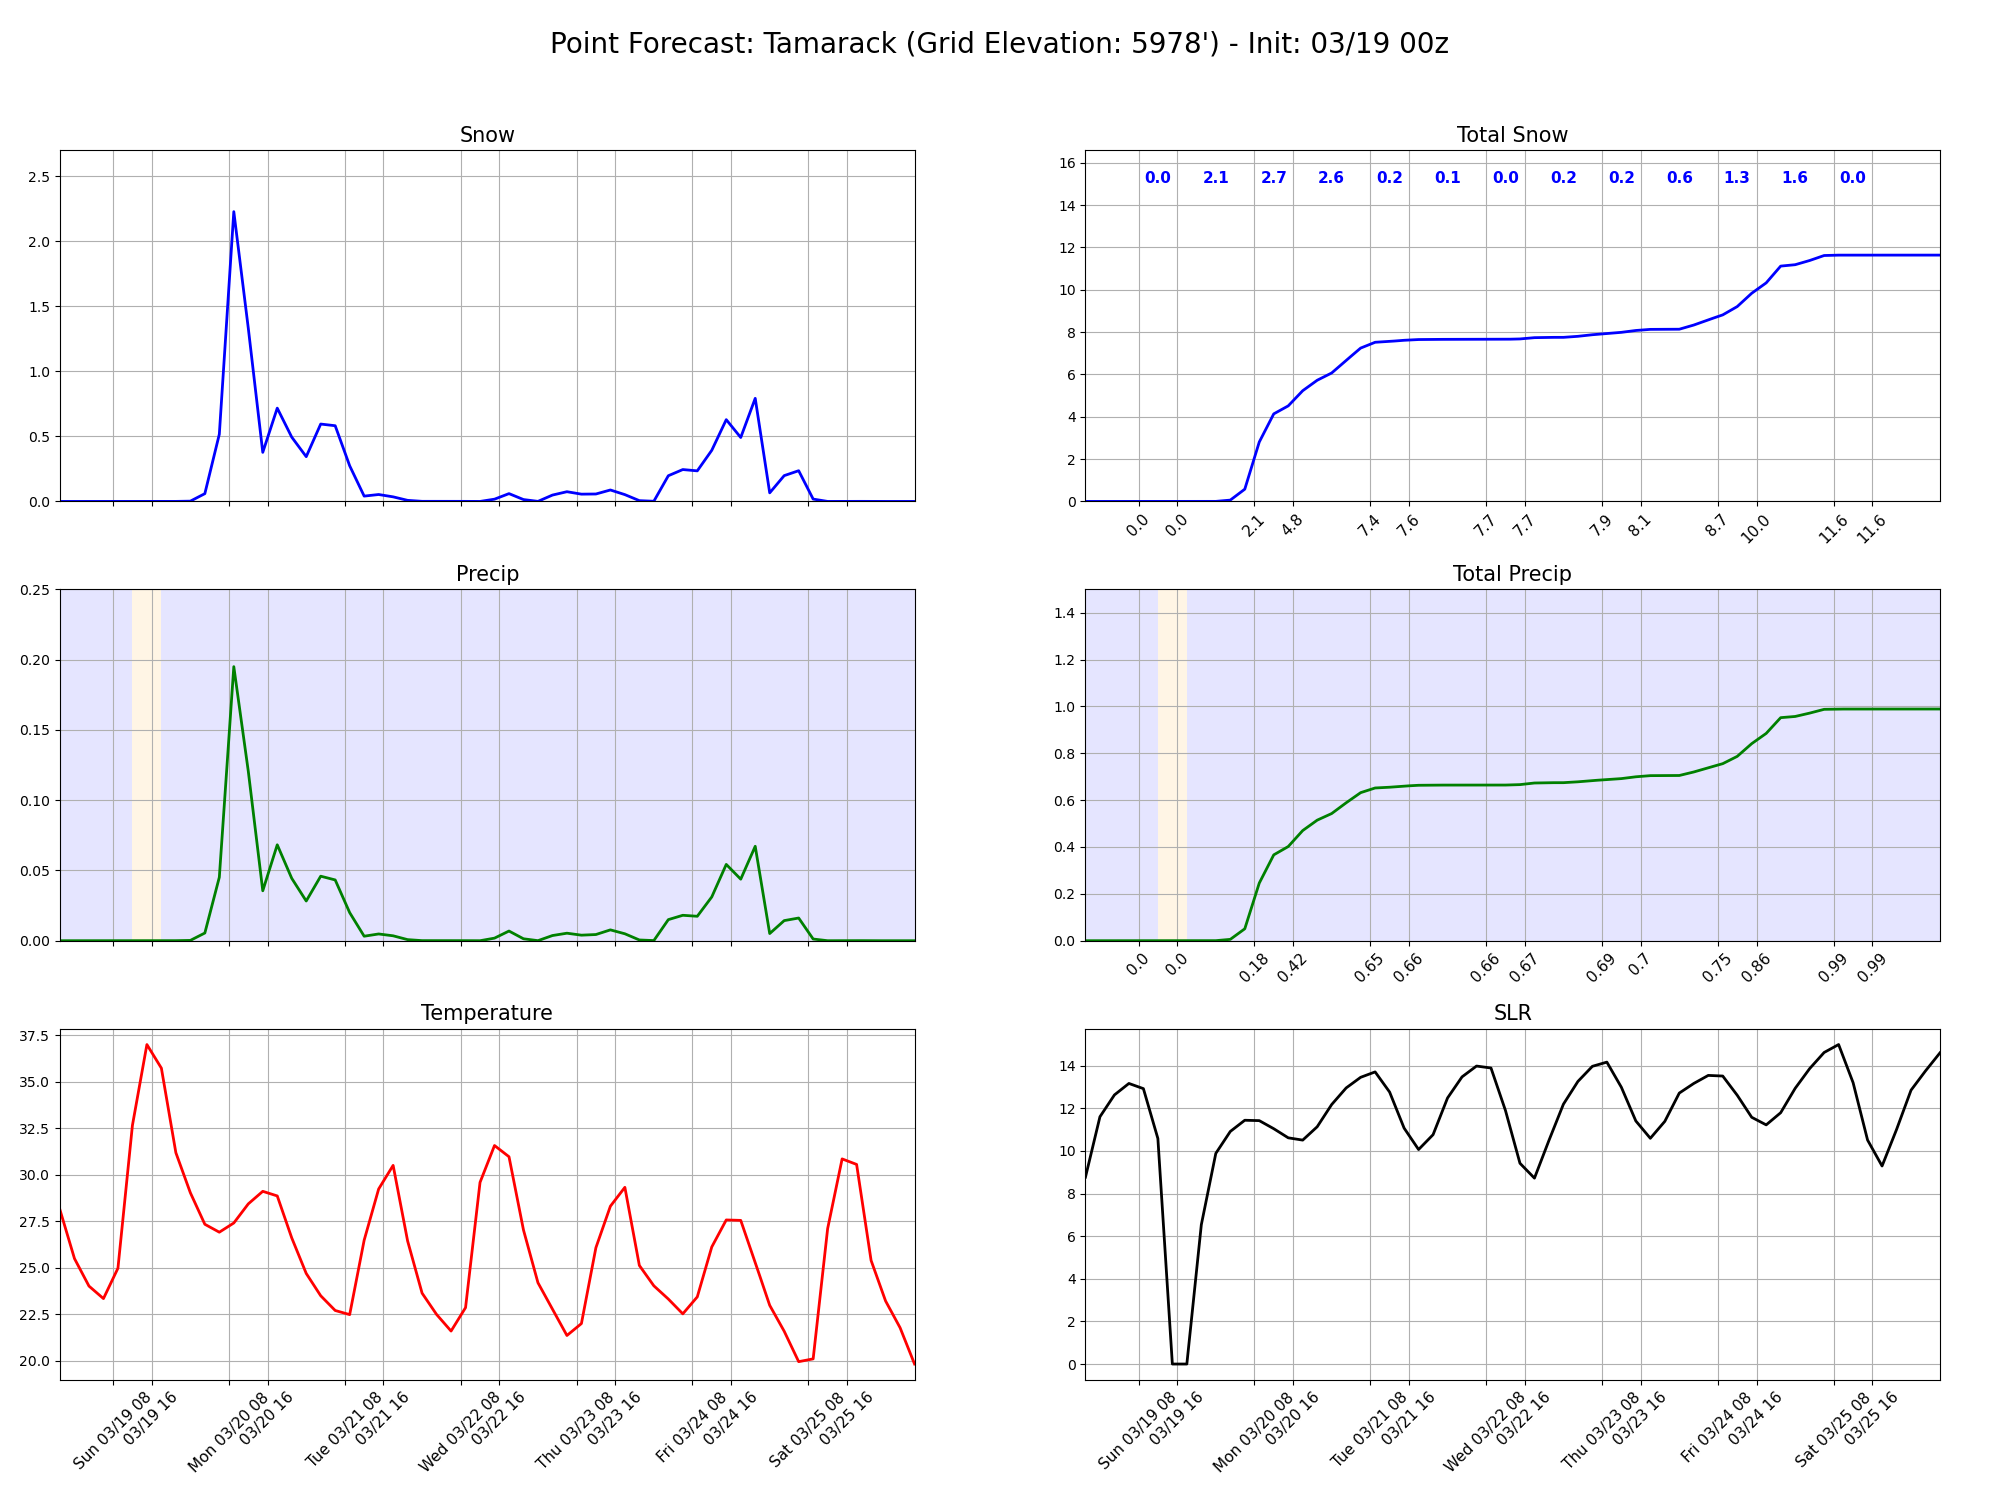 Point Forecast: Tamarack (Grid Elevation: 5978') - Init: 03/19 00z
Snow
2.5
2.0
1.5
1.0
0.5
0.0
Total Snow
16
14
12
10
8
6
4
2
0
0.0 2.1 2.7 2.6 0.2 0.1 0.0 0.2 0.2 0.6 1.3 1.6 0.0
0.0 0.0 2.1 4.8 7.4 7.6 7.7 7.7 7.9 8.1 8.7 10.0 11.6 11.6
Precip
0.25
0.20
0.15
0.10
0.05
0.00
Total Precip
1.4
1.2
1.0
0.8
0.6
0.4
0.2
0.0
0.0 0.0 0.18 0.42 0.65 0.66 0.66 0.67 0.69 0.7 0.75 0.86 0.99 0.99
Temperature
37.5
35.0
32.5
30.0
27.5
25.0
22.5
20.0
Sun 03/19 08
03/19 16
Mon 03/20 08
03/20 16
Tue 03/21 08
03/21 16
Wed 03/22 08
03/22 16
Thu 03/23 08
03/23 16
Fri 03/24 08
03/24 16
Sat 03/25 08
03/25 16
SLR
14
12
10
8
6
4
2
0
Sun 03/19 08
03/19 16
Mon 03/20 08
03/20 16
Tue 03/21 08
03/21 16
Wed 03/22 08
03/22 16
Thu 03/23 08
03/23 16
Fri 03/24 08
03/24 16
Sat 03/25 08
03/25 16